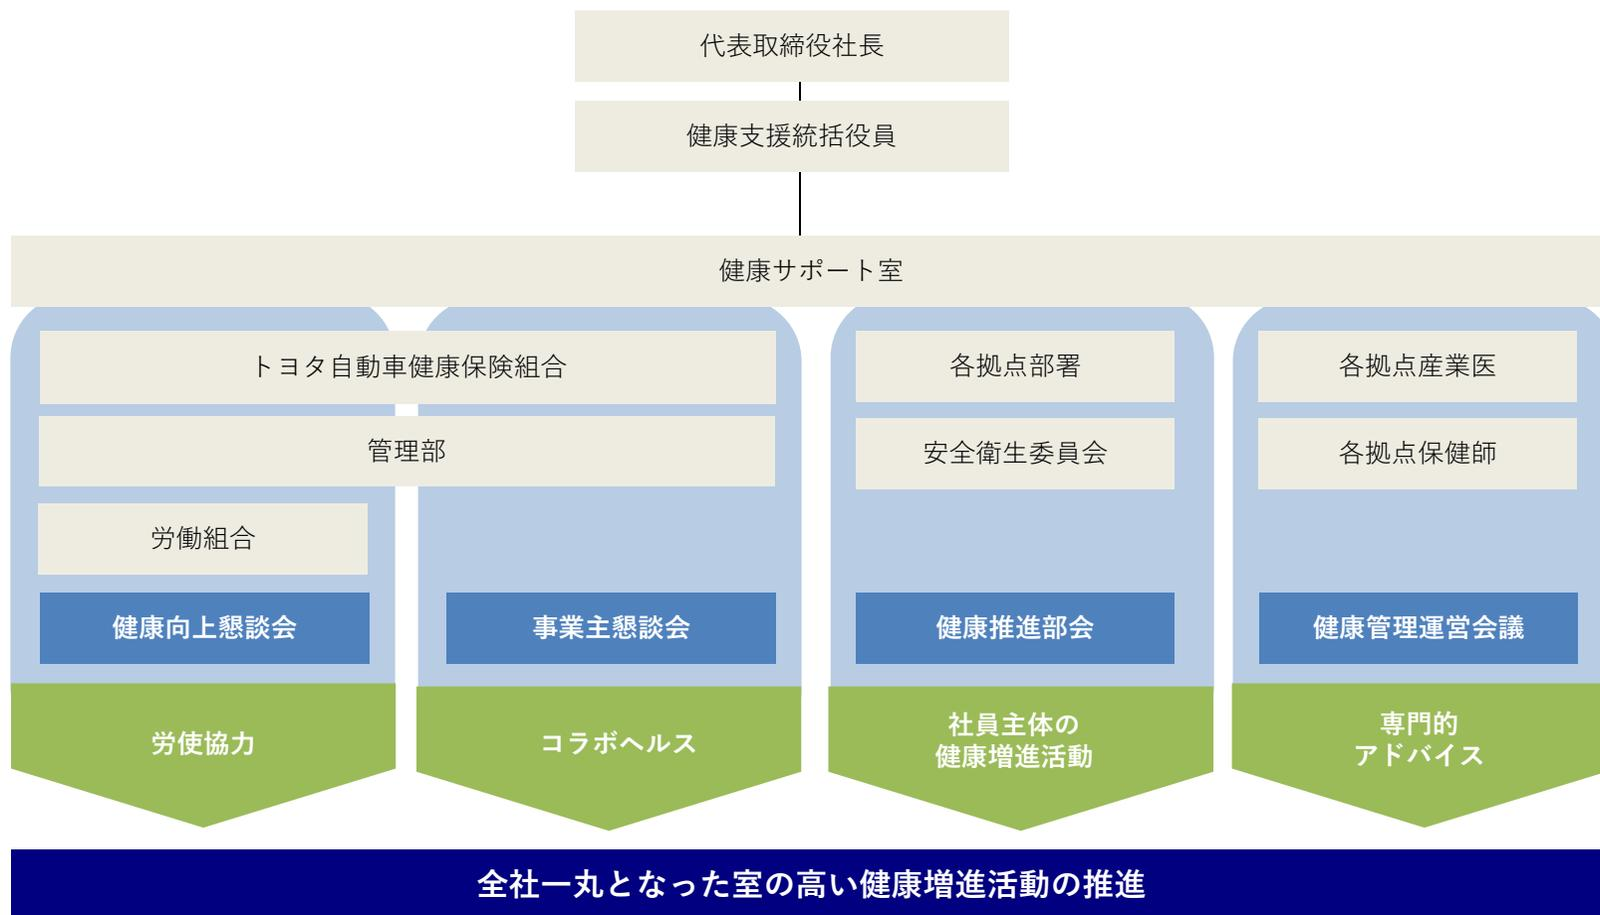 代表取締役社長
健康支援統括役員
健康サポート室
トヨタ自動車健康保険組合
管理部
労働組合
健康向上懇談会
労使協力
事業主懇談会
コラボヘルス
各拠点部署
安全衛生委員会
健康推進部会
社員主体の
健康増進活動
各拠点産業医
各拠点保健師
健康管理運営会議
専門的
アドバイス
全社一丸となった室の高い健康増進活動の推進